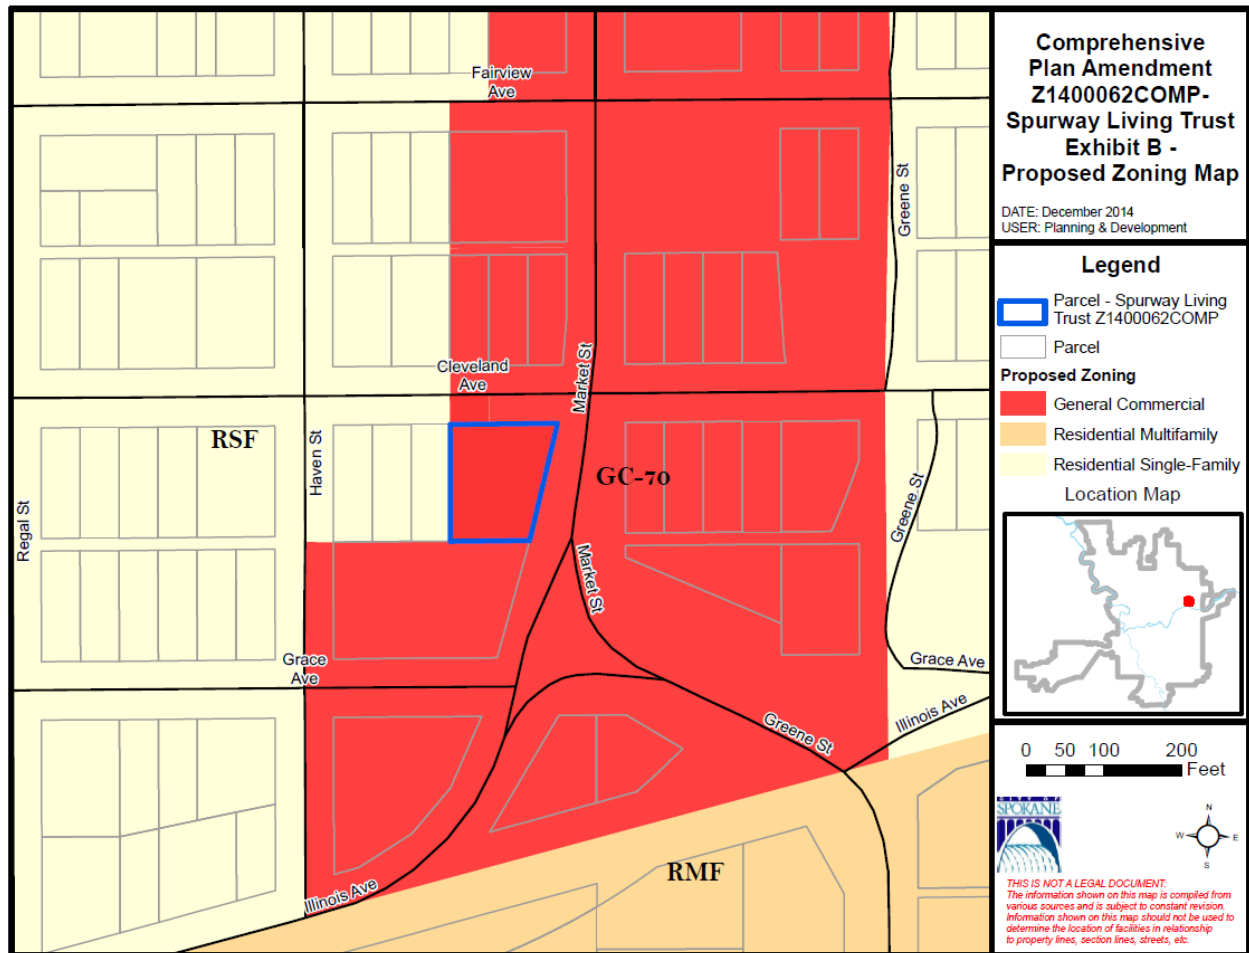 Fairview
Ave
Greene St
Cleveland
Ave
Market St
RSF
Haven St
GC-70
Regal St
Greene St
Market St
Grace
Ave
Grace Ave
Illinois Ave
Greene St
RMF
Illinois Ave
Comprehensive
Plan Amendment
Z1400062COMP-
Spurway Living Trust
Exhibit B -
Proposed Zoning Map
DATE: December 2014
USER: Planning & Development
Legend
Parcel - Spurway Living
Trust Z1400062COMP
Parcel
Proposed Zoning
General Commercial
Residential Multifamily
Residential Single-Family
Location Map
0 50 100 200
Feet
CITY OF
SPOKANE
N
W E
S
THIS IS NOT A LEGAL DOCUMENT:
The information shown on this map is compiled from
various sources and is subject to constant revision.
Information shown on this map should not be used to
determine the location of facilities in relationship
to property lines, section lines, streets, etc.